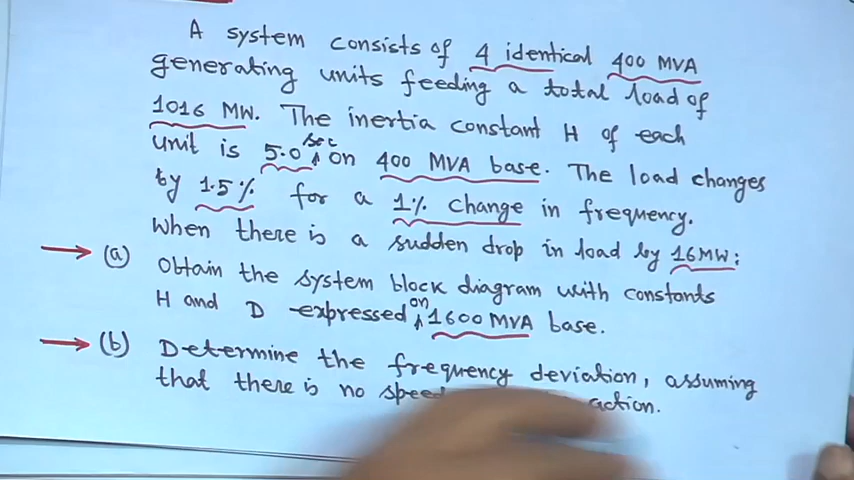 A system consists of 4 identical 400 MVA
generating units feeding a total load of
1016 MW. The inertia constant H of each
unit is 5.0 sec on 400 MVA base. The load changes
by 1.5% for a 1% change in frequency.
When there is a sudden drop in load by 16MW:
(a) Obtain the system block diagram with constants
H and D expressed on 1600 MVA base.
(b) Determine the frequency deviation, assuming
that there is no action.